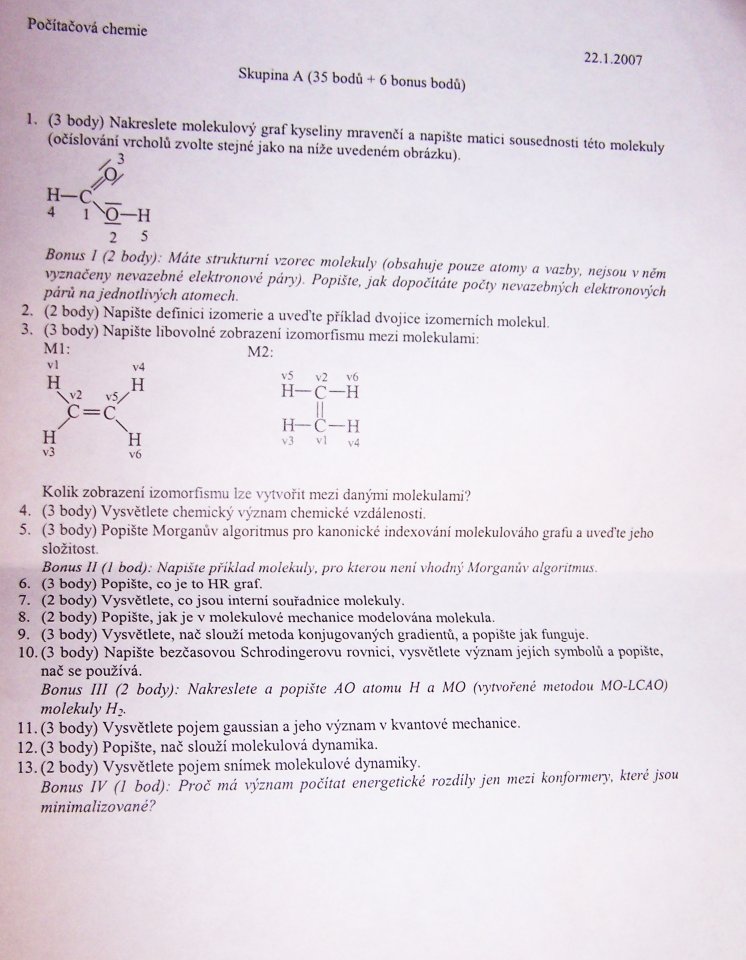 Počítačová chemie
22.1.2007
Skupina A (35 bodů + 6 bonus bodů)
1. (3 body) Nakreslete molekulový graf kyseliny mravenčí a napište matici sousednosti této molekuly
(očíslování vrcholů zvolte stejné jako na níže uvedeném obrázku).
3
O
H—C
4 1 O—H
2 5
Bonus I (2 body): Máte strukturní vzorec molekuly (obsahuje pouze atomy a vazby, nejsou v něm
vyznačeny nevazebné elektronové páry). Popište, jak dopočítáte počty nevazebných elektronových
párů na jednotlivých atomech.
2. (2 body) Napište definici izomerie a uveďte příklad dvojice izomerních molekul.
3. (3 body) Napište libovolné zobrazení izomorfismu mezi molekulami:
M1: M2:
v1 v4
H H
v2 v5
C=C
H H
v3 v6
v5 v2 v6
H—C—H
||
H—C—H
v3 v1 v4
Kolik zobrazení izomorfismu lze vytvořit mezi danými molekulami?
4. (3 body) Vysvětlete chemický význam chemické vzdálenosti.
5. (3 body) Popište Morganův algoritmus pro kanonické indexování molekulováho grafu a uveďte jeho
složitost.
Bonus II (1 bod): Napište příklad molekuly, pro kterou není vhodný Morganův algoritmus.
6. (3 body) Popište, co je to HR graf.
7. (2 body) Vysvětlete, co jsou interní souřadnice molekuly.
8. (2 body) Popište, jak je v molekulové mechanice modelována molekula.
9. (3 body) Vysvětlete, nač slouží metoda konjugovaných gradientů, a popište jak funguje.
10. (3 body) Napište bezčasovou Schrodingerovu rovnici, vysvětlete význam jejích symbolů a popište,
nač se používá.
Bonus III (2 body): Nakreslete a popište AO atomu H a MO (vytvořené metodou MO-LCAO)
molekuly H₂.
11. (3 body) Vysvětlete pojem gaussian a jeho význam v kvantové mechanice.
12. (3 body) Popište, nač slouží molekulová dynamika.
13. (2 body) Vysvětlete pojem snímek molekulové dynamiky.
Bonus IV (1 bod): Proč má význam počítat energetické rozdíly jen mezi konformery, které jsou
minimalizované?